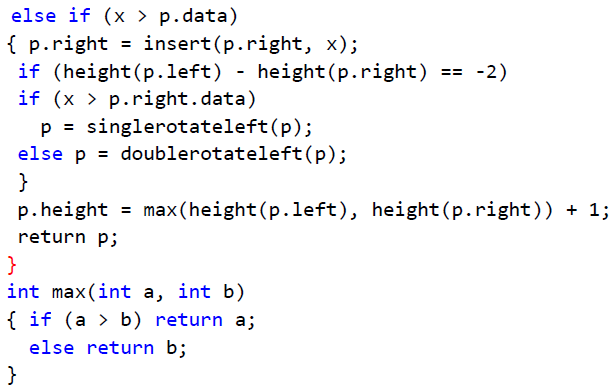 else if (x > p.data)
{ p.right = insert(p.right, x);
if (height(p.left) - height(p.right) == -2)
if (x > p.right.data)
p = singlerotateleft(p);
else p = doublerotateleft(p);
}
p.height = max(height(p.left), height(p.right)) + 1;
return p;
}
int max(int a, int b)
{ if (a > b) return a;
else return b;
}